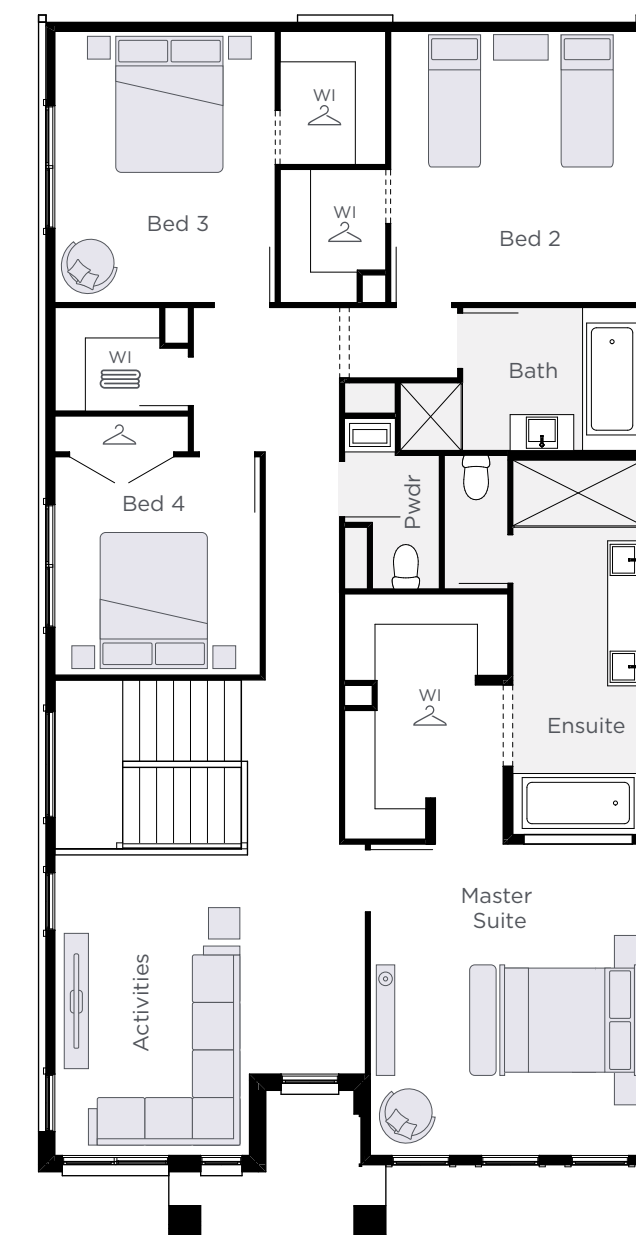 WI
WI
Bed 3
Bed 2
WI
Bath
Bed 4
Pwdr
WI
Ensuite
Master
Suite
Activities